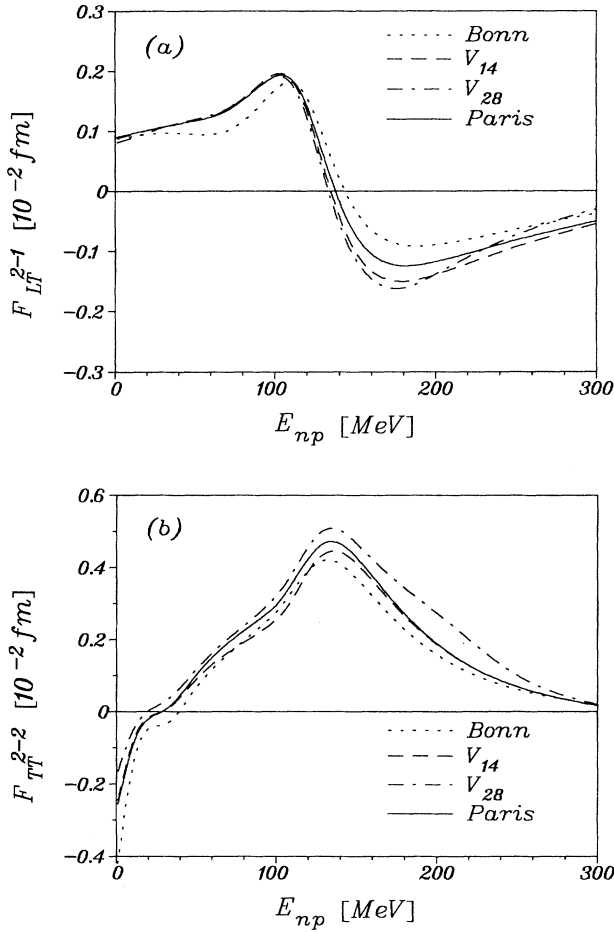 0.3
(a)
Bonn
V14
V28
Paris
0.2
0.1
0
-0.1
-0.2
-0.3
F LT 2-1 [10 -2 fm]
0
100
200
300
E np [MeV]
0.6
(b)
0.4
0.2
0
-0.2
-0.4
F TT 2-2 [10 -2 fm]
Bonn
V14
V28
Paris
0
100
200
300
E np [MeV]